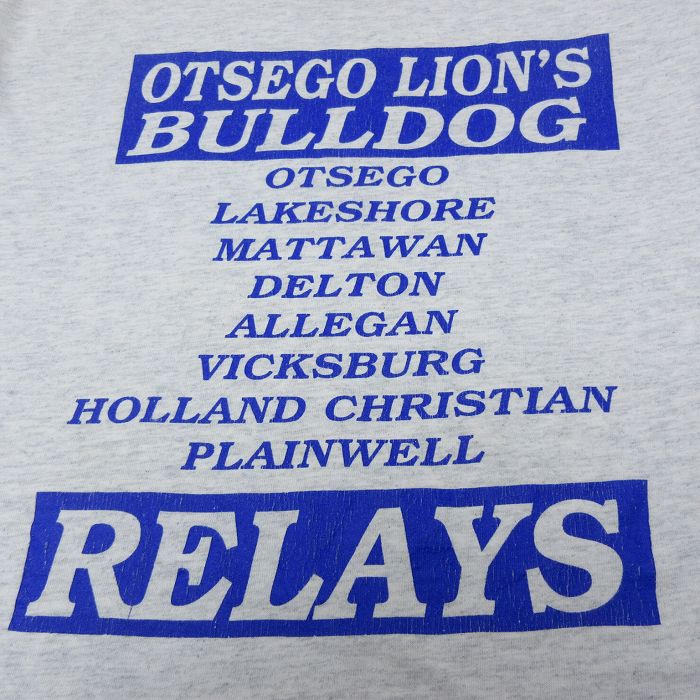 OTSEGO LION'S
BULLDOG
OTSEGO
LAKESHORE
MATTAWAN
DELTON
ALLEGAN
VICKSBURG
HOLLAND CHRISTIAN
PLAINWELL
RELAYS